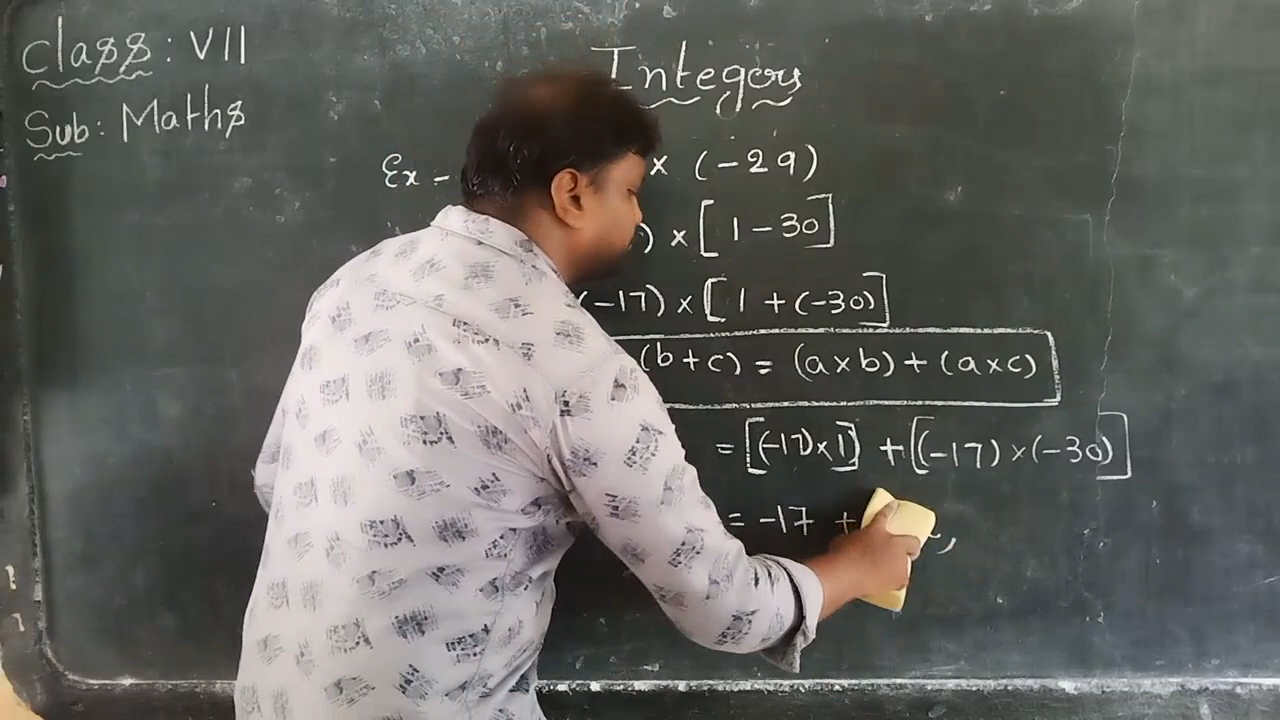 Class : VII
Sub : Maths
Integers
Ex - × (-29)
) × [ 1 - 30 ]
(-17) × [ 1 + (-30) ]
(b + c) = (a × b) + (a × c)
= [(-17) × 1] + [(-17) × (-30)]
= -17 +